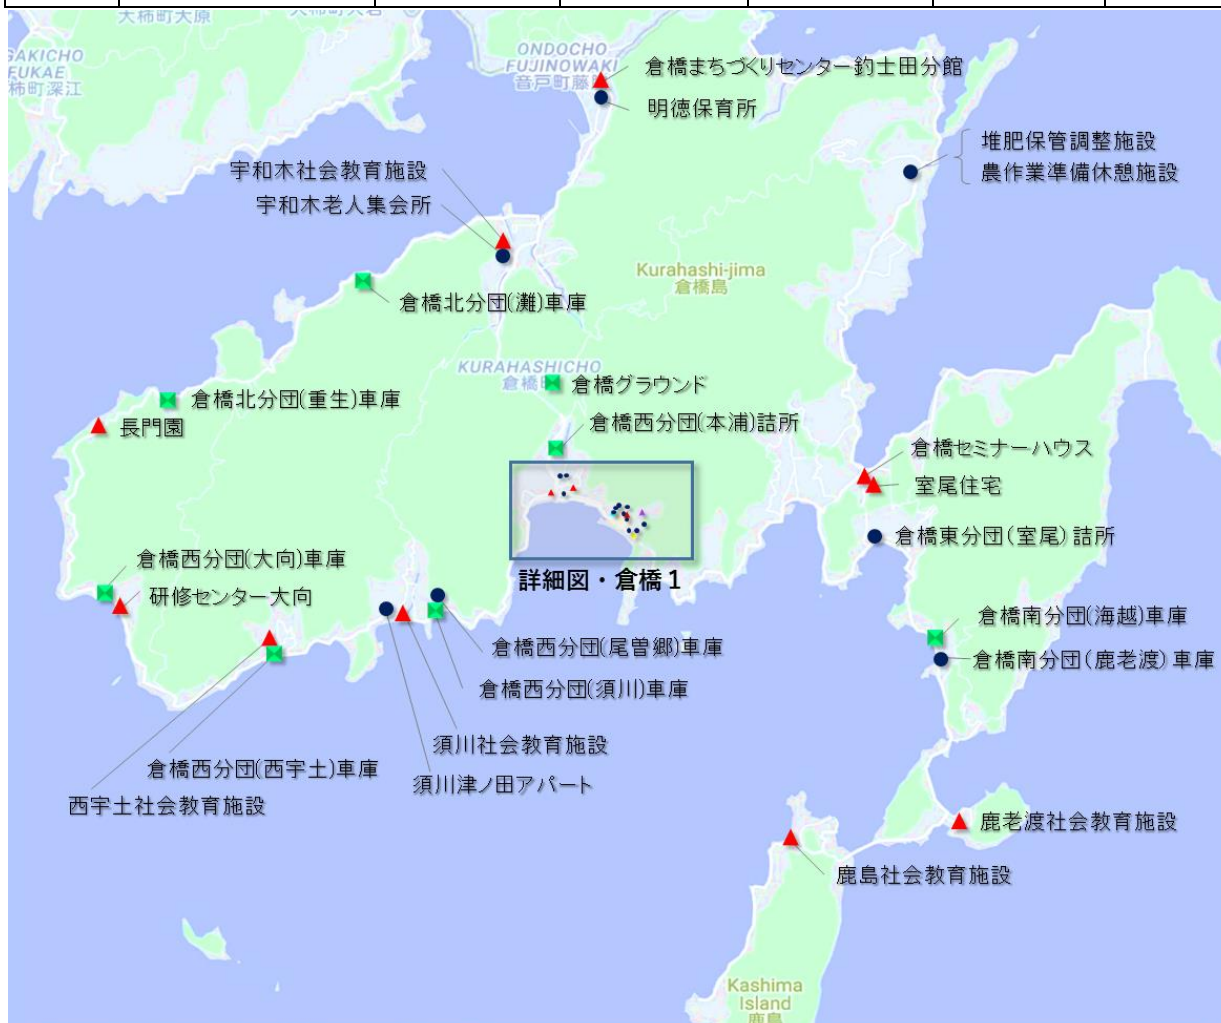 大柿町大原
GAKICHO
FUKAE
柿町深江
ONDOCHO
FUJINOWAKI
音戸町藤
倉橋まちづくりセンター釣士田分館
明徳保育所
堆肥保管調整施設
農作業準備休憩施設
宇和木社会教育施設
宇和木老人集会所
Kurahashi-jima
倉橋島
倉橋北分団(灘)車庫
KURAHASHICHO
倉橋町
倉橋グラウンド
倉橋北分団(重生)車庫
長門園
倉橋西分団(本浦)詰所
倉橋セミナーハウス
室尾住宅
倉橋東分団(室尾)詰所
詳細図・倉橋1
倉橋西分団(大向)車庫
研修センター大向
倉橋南分団(海越)車庫
倉橋南分団(鹿老渡)車庫
倉橋西分団(尾曽郷)車庫
倉橋西分団(須川)車庫
須川社会教育施設
倉橋西分団(西宇土)車庫
須川津ノ田アパート
西宇土社会教育施設
鹿老渡社会教育施設
鹿島社会教育施設
Kashima
Island
鹿島